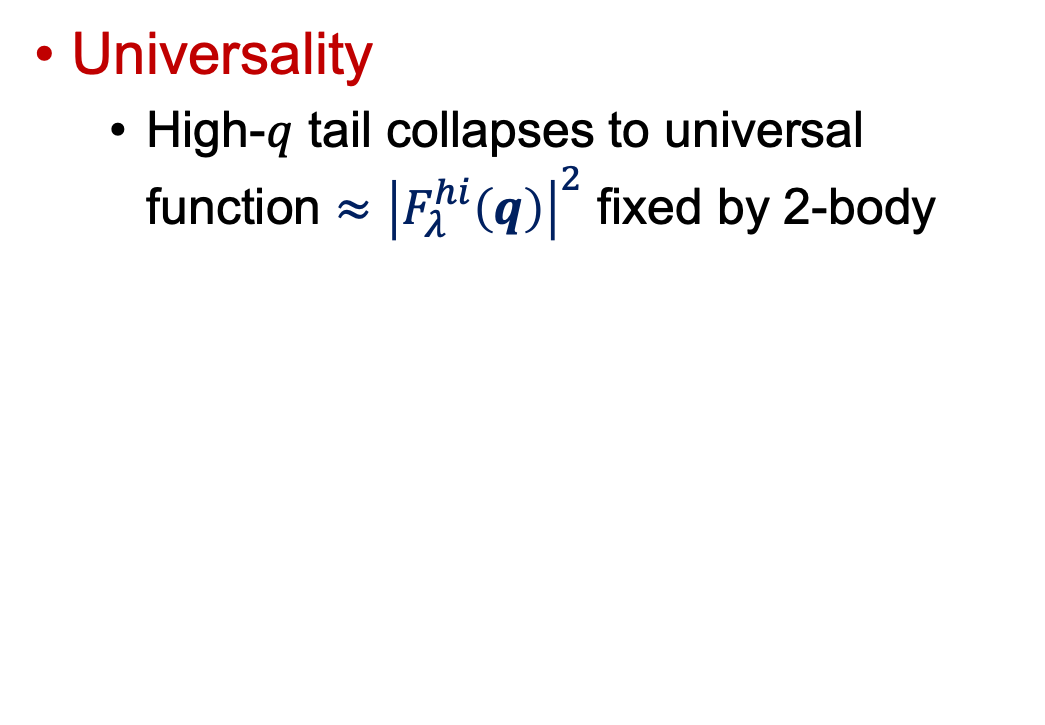 • Universality
• High-𝑞 tail collapses to universal
function ≈ |𝐹_𝜆^ℎ𝑖(𝒒)|^2 fixed by 2-body